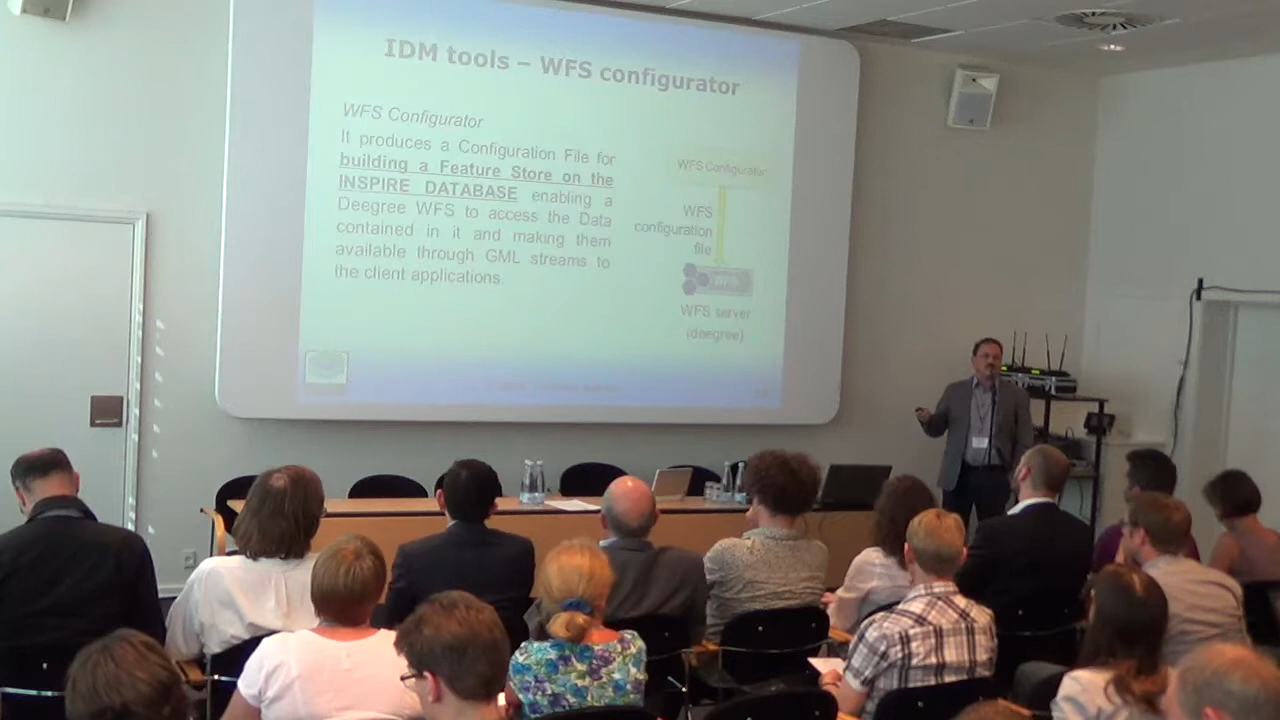 IDM tools – WFS configurator
WFS Configurator
It produces a Configuration File for
building a Feature Store on the
INSPIRE DATABASE enabling a
Deegree WFS to access the Data
contained in it and making them
available through GML streams to
the client applications.
WFS Configurator
WFS
configuration
file
WFS
WFS server
(deegree)